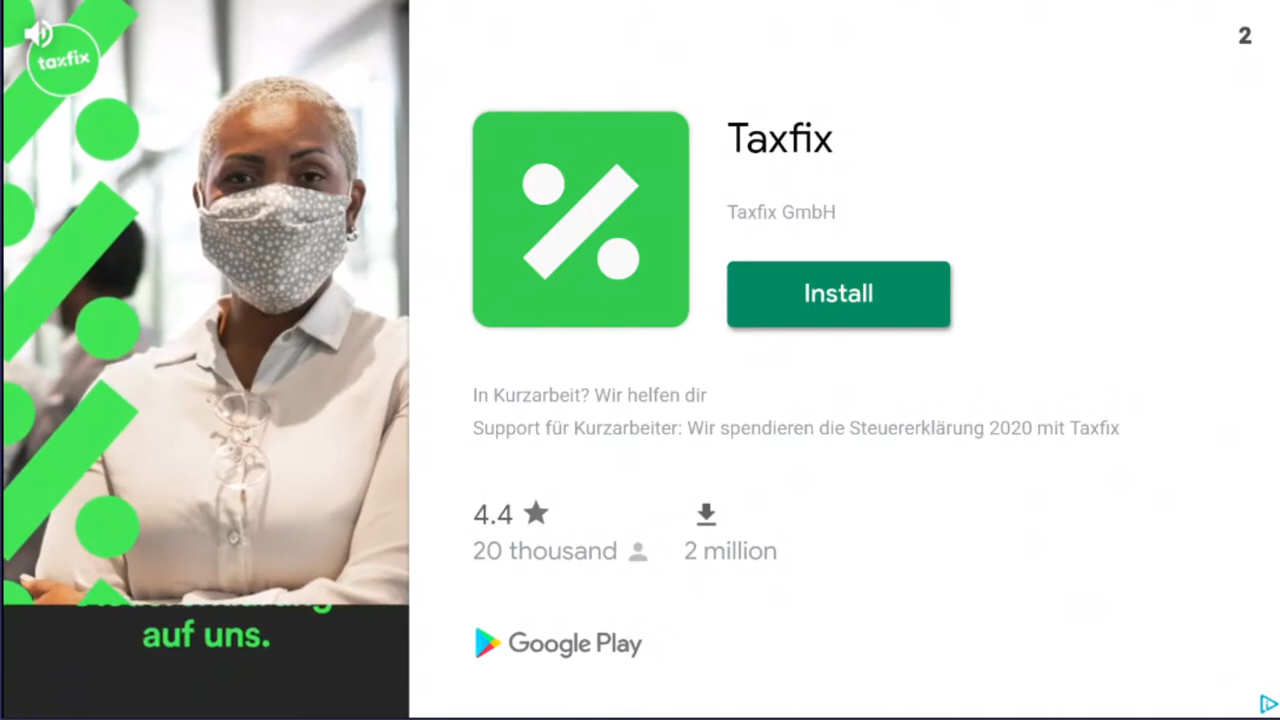 taxfix
2
Taxfix
Taxfix GmbH
Install
In Kurzarbeit? Wir helfen dir
Support für Kurzarbeiter: Wir spendieren die Steuererklärung 2020 mit Taxfix
4.4
20 thousand
2 million
auf uns.
Google Play